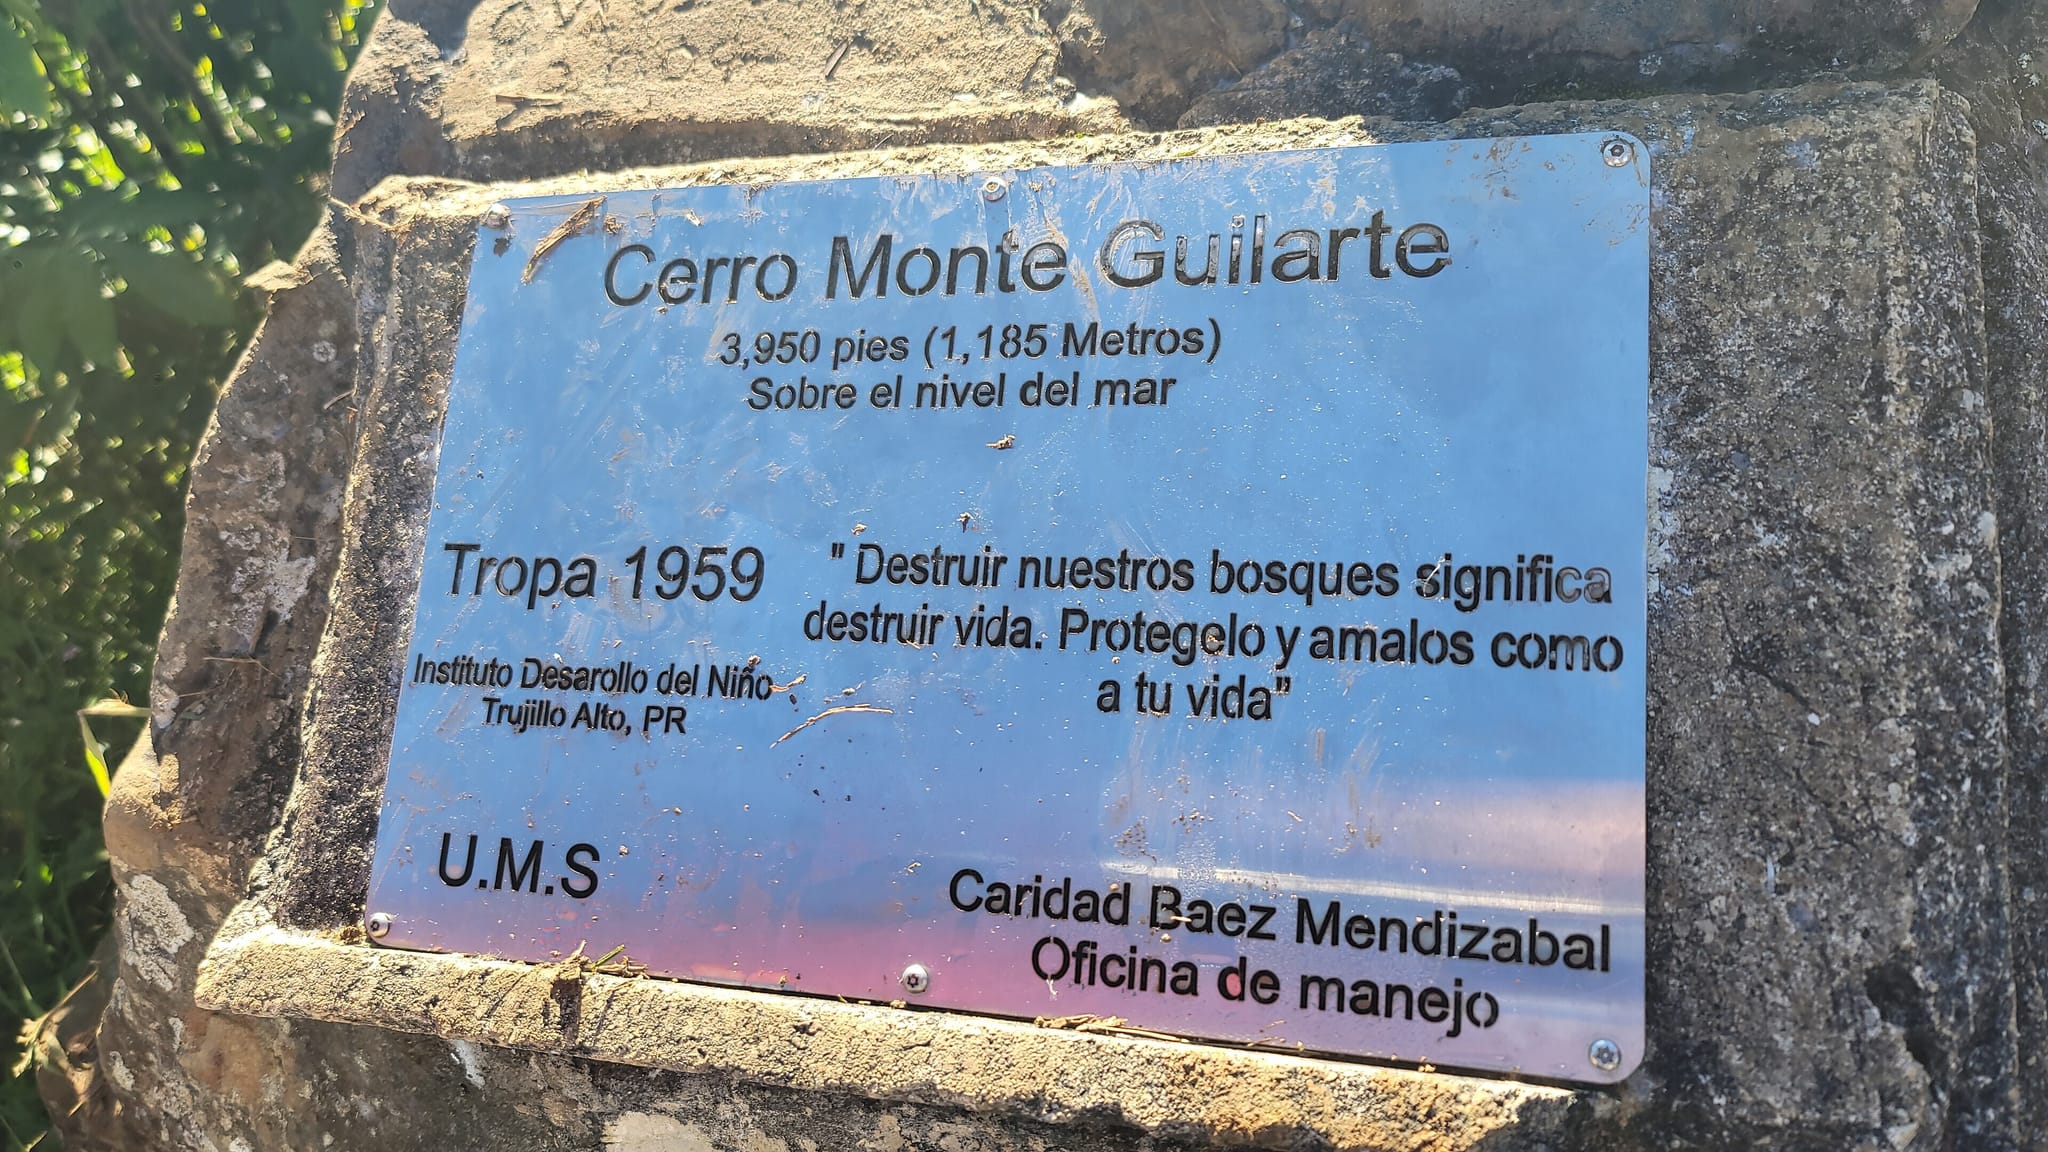 Cerro Monte Guilarte
3,950 pies (1,185 Metros)
Sobre el nivel del mar
Tropa 1959
Instituto Desarollo del Niño
Trujillo Alto, PR
" Destruir nuestros bosques significa
destruir vida. Protegelo y amalos como
a tu vida"
U.M.S
Caridad Baez Mendizabal
Oficina de manejo